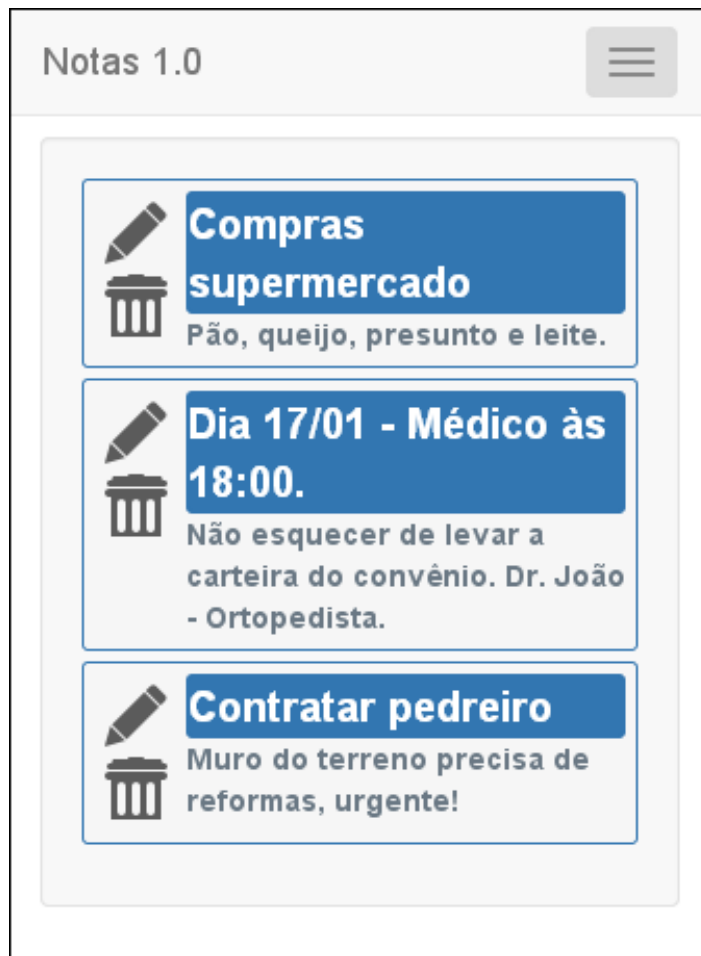 Notas 1.0
Compras
supermercado
Pão, queijo, presunto e leite.
Dia 17/01 - Médico às
18:00.
Não esquecer de levar a
carteira do convênio. Dr. João
- Ortopedista.
Contratar pedreiro
Muro do terreno precisa de
reformas, urgente!